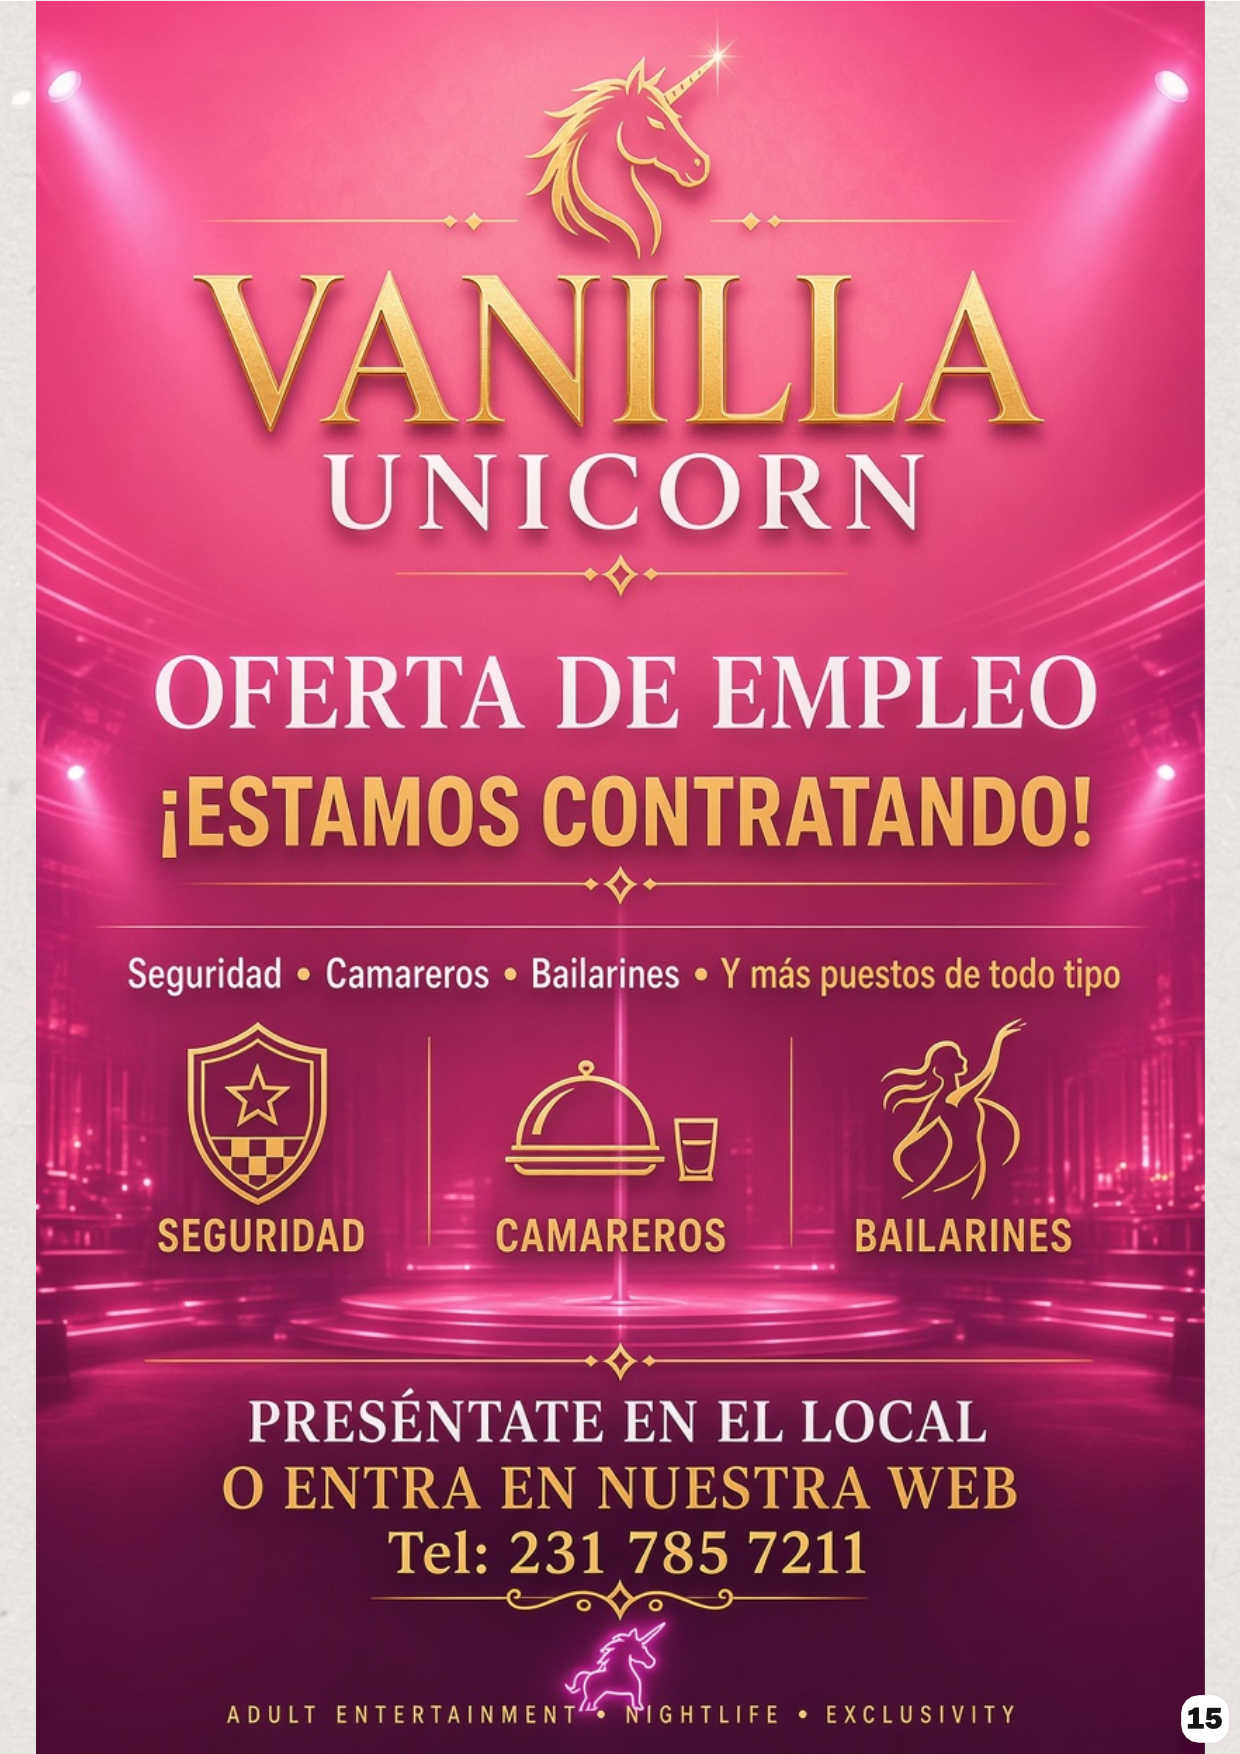 VANILLA
UNICORN
OFERTA DE EMPLEO
¡ESTAMOS CONTRATANDO!
Seguridad • Camareros • Bailarines • Y más puestos de todo tipo
SEGURIDAD CAMAREROS BAILARINES
PRESÉNTATE EN EL LOCAL
O ENTRA EN NUESTRA WEB
Tel: 231 785 7211
ADULT ENTERTAINMENT • NIGHTLIFE • EXCLUSIVITY
15